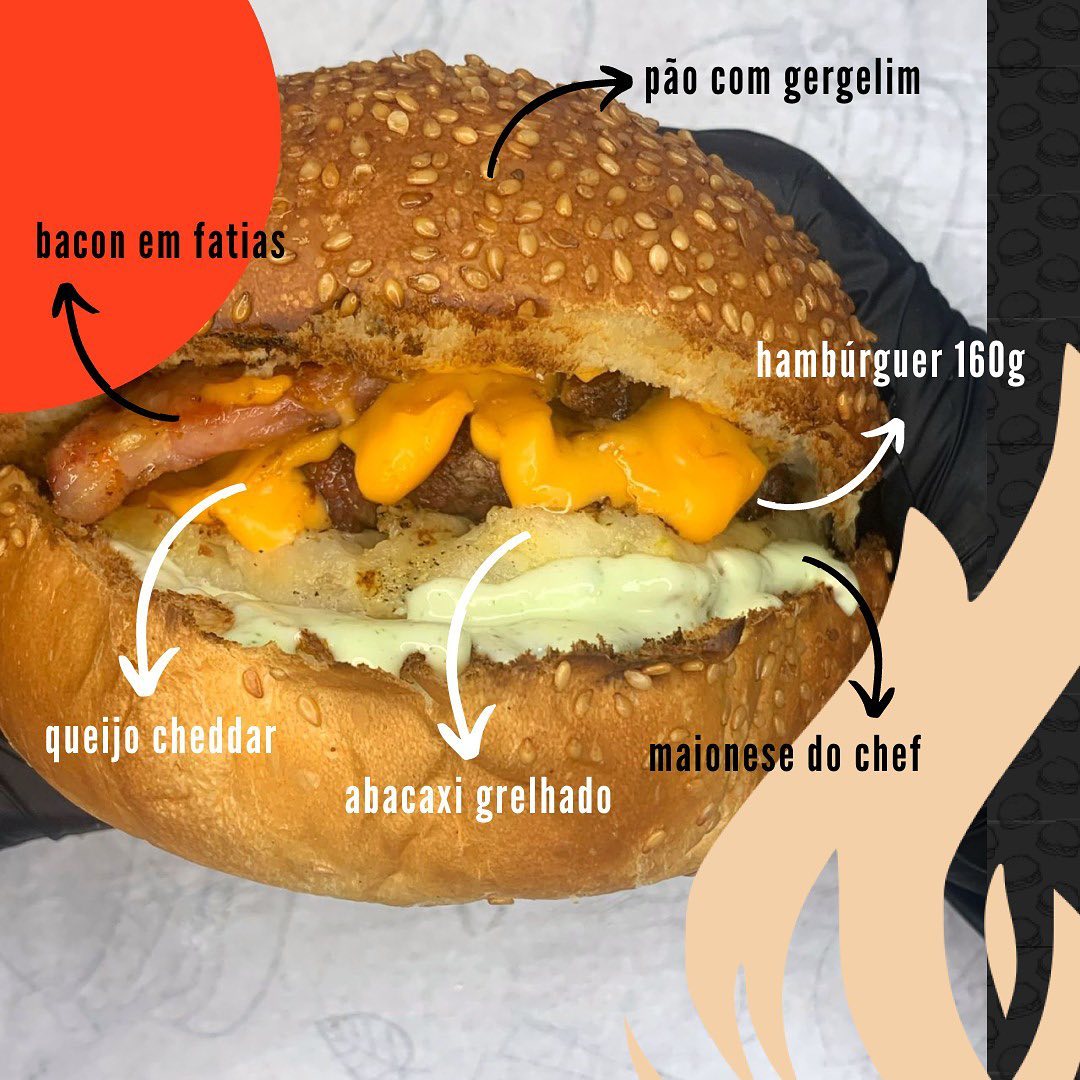 pão com gergelim
bacon em fatias
hambúrguer 160g
queijo cheddar
maionese do chef
abacaxi grelhado